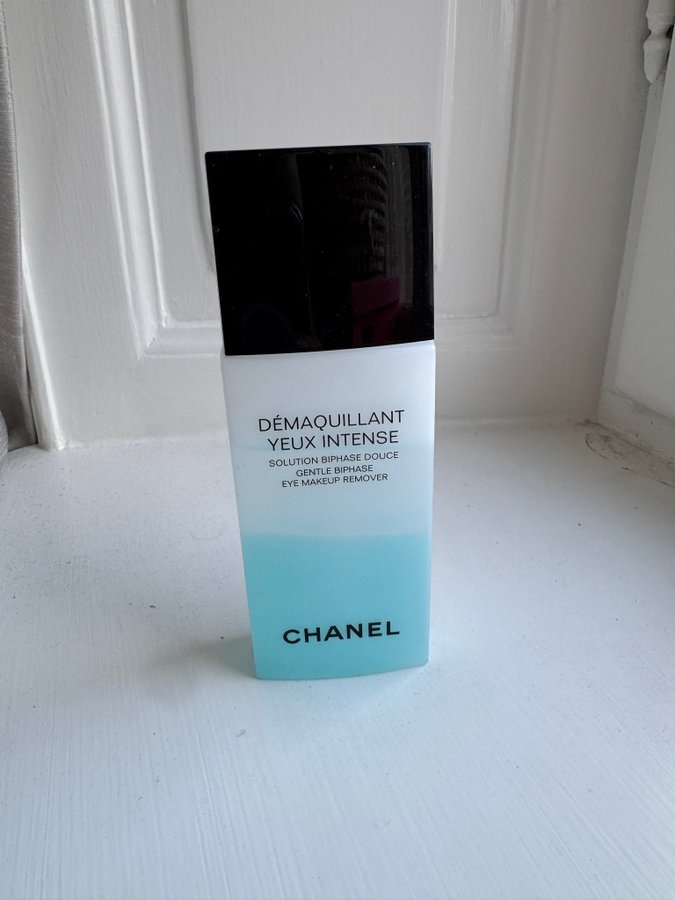 DÉMAQUILLANT
YEUX INTENSE
SOLUTION BIPHASE DOUCE
GENTLE BIPHASE
EYE MAKEUP REMOVER
CHANEL